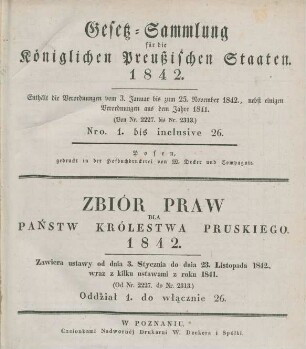 Gesetz-Sammlung
für die
Königlichen Preußischen Staaten.
1842.
Enthält die Verordnungen vom 3. Januar bis zum 23. November 1842., nebst einigen
Verordnungen aus dem Jahre 1841.
(Von Nr. 2227. bis Nr. 2313.)
Nro. 1. bis inclusive 26.
Posen,
gedruckt in der Hofbuchdruckerei von W. Decker und Compagnie.
ZBIÓR PRAW
DLA
PAŃSTW KRÓLESTWA PRUSKIEGO.
1842.
Zawiera ustawy od dnia 3. Stycznia do dnia 23. Listopada 1842,
wraz z kilku ustawami z roku 1841.
(Od Nr. 2227. do Nr. 2313.)
Oddział 1. do włącznie 26.
W POZNANIU,
Czcionkami Nadwornéj Drukarni W. Deckera i Spółki.